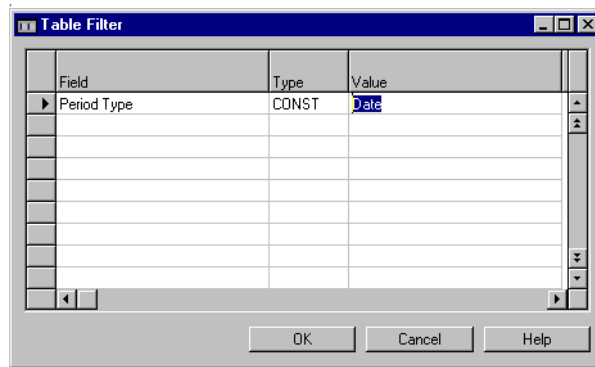 Table Filter
Field Type Value
Period Type CONST Date
OK Cancel Help